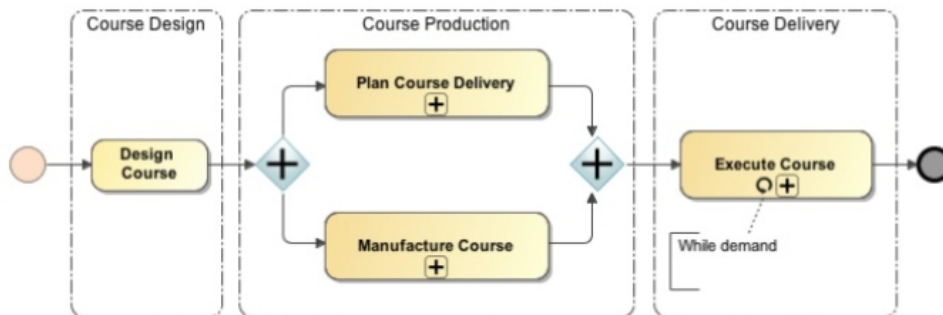 Course Design
Course Production
Course Delivery
Plan Course Delivery
Design
Course
Execute Course
Manufacture Course
While demand